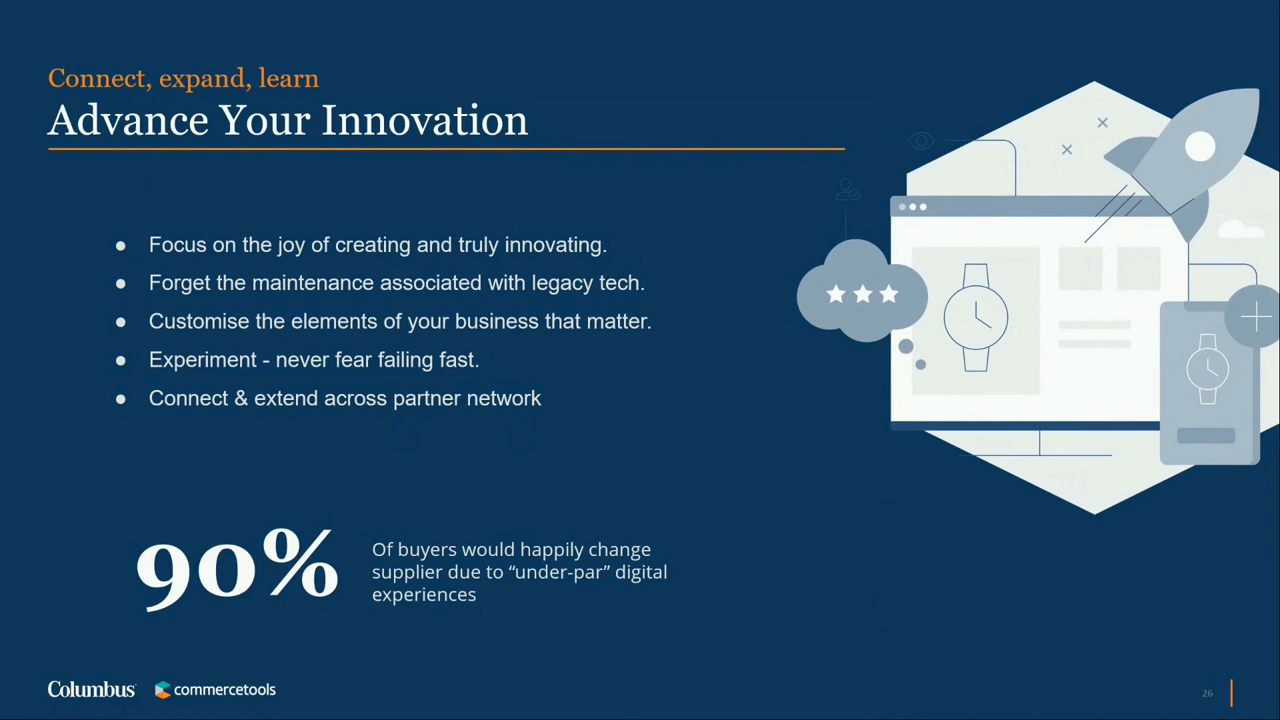 Connect, expand, learn
Advance Your Innovation
● Focus on the joy of creating and truly innovating.
● Forget the maintenance associated with legacy tech.
● Customise the elements of your business that matter.
● Experiment - never fear failing fast.
● Connect & extend across partner network
90%
Of buyers would happily change
supplier due to “under-par” digital
experiences
Columbus commercetools
26